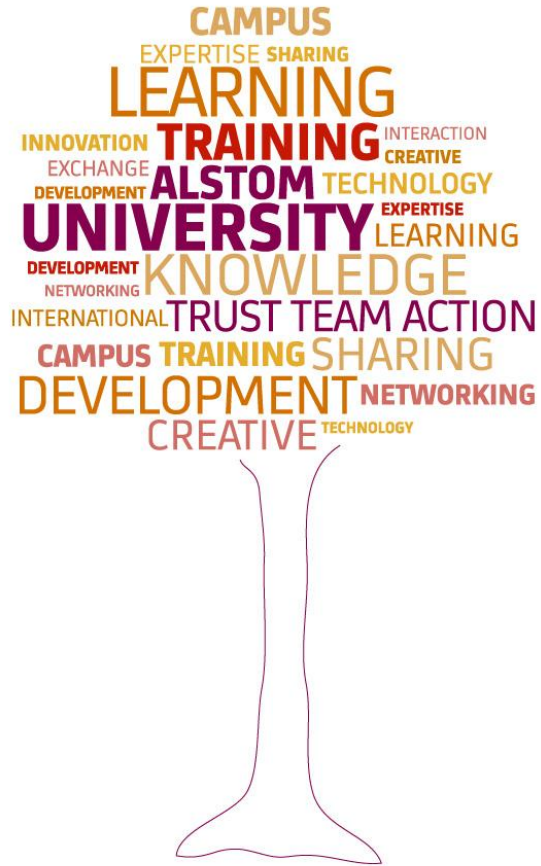 CAMPUS
EXPERTISE SHARING
LEARNING
INNOVATION TRAINING INTERACTION
CREATIVE
EXCHANGE
DEVELOPMENT ALSTOM TECHNOLOGY
UNIVERSITY EXPERTISE
LEARNING
DEVELOPMENT KNOWLEDGE
NETWORKING
INTERNATIONAL TRUST TEAM ACTION
CAMPUS TRAINING SHARING
DEVELOPMENT NETWORKING
CREATIVE TECHNOLOGY